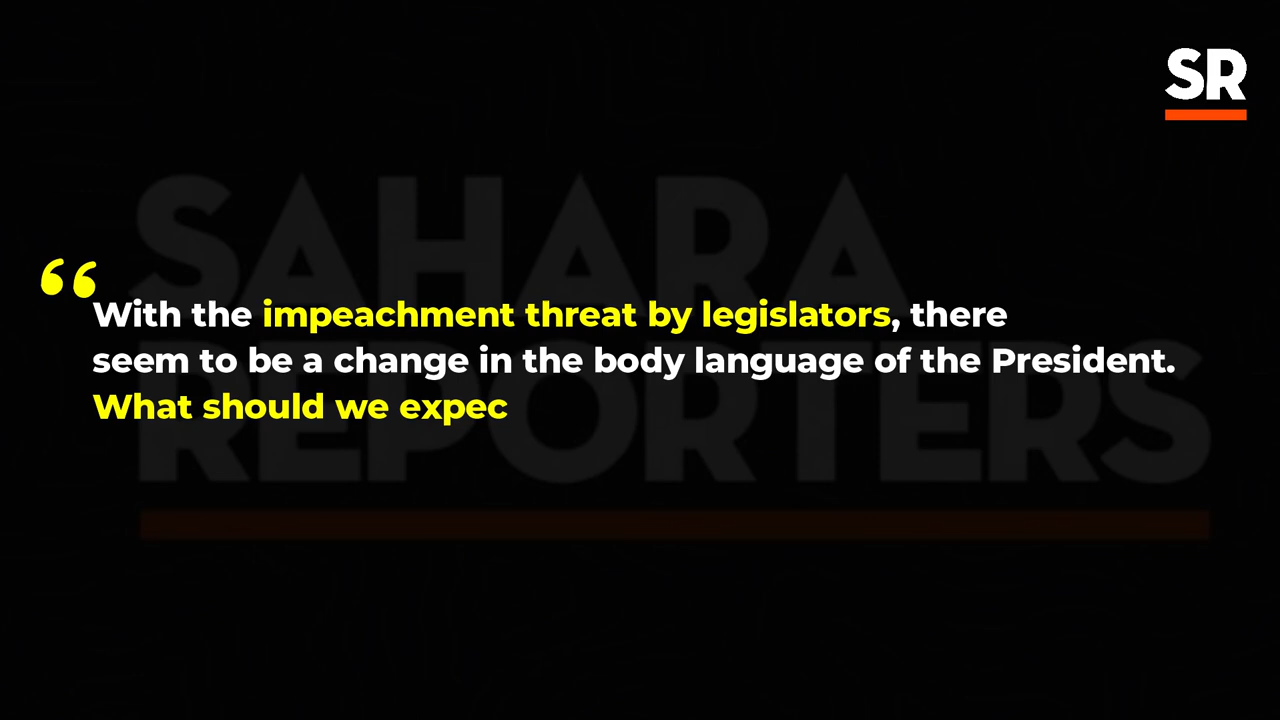 SR
SAHARA
REPORTERS
“With the impeachment threat by legislators, there
seem to be a change in the body language of the President.
What should we expec